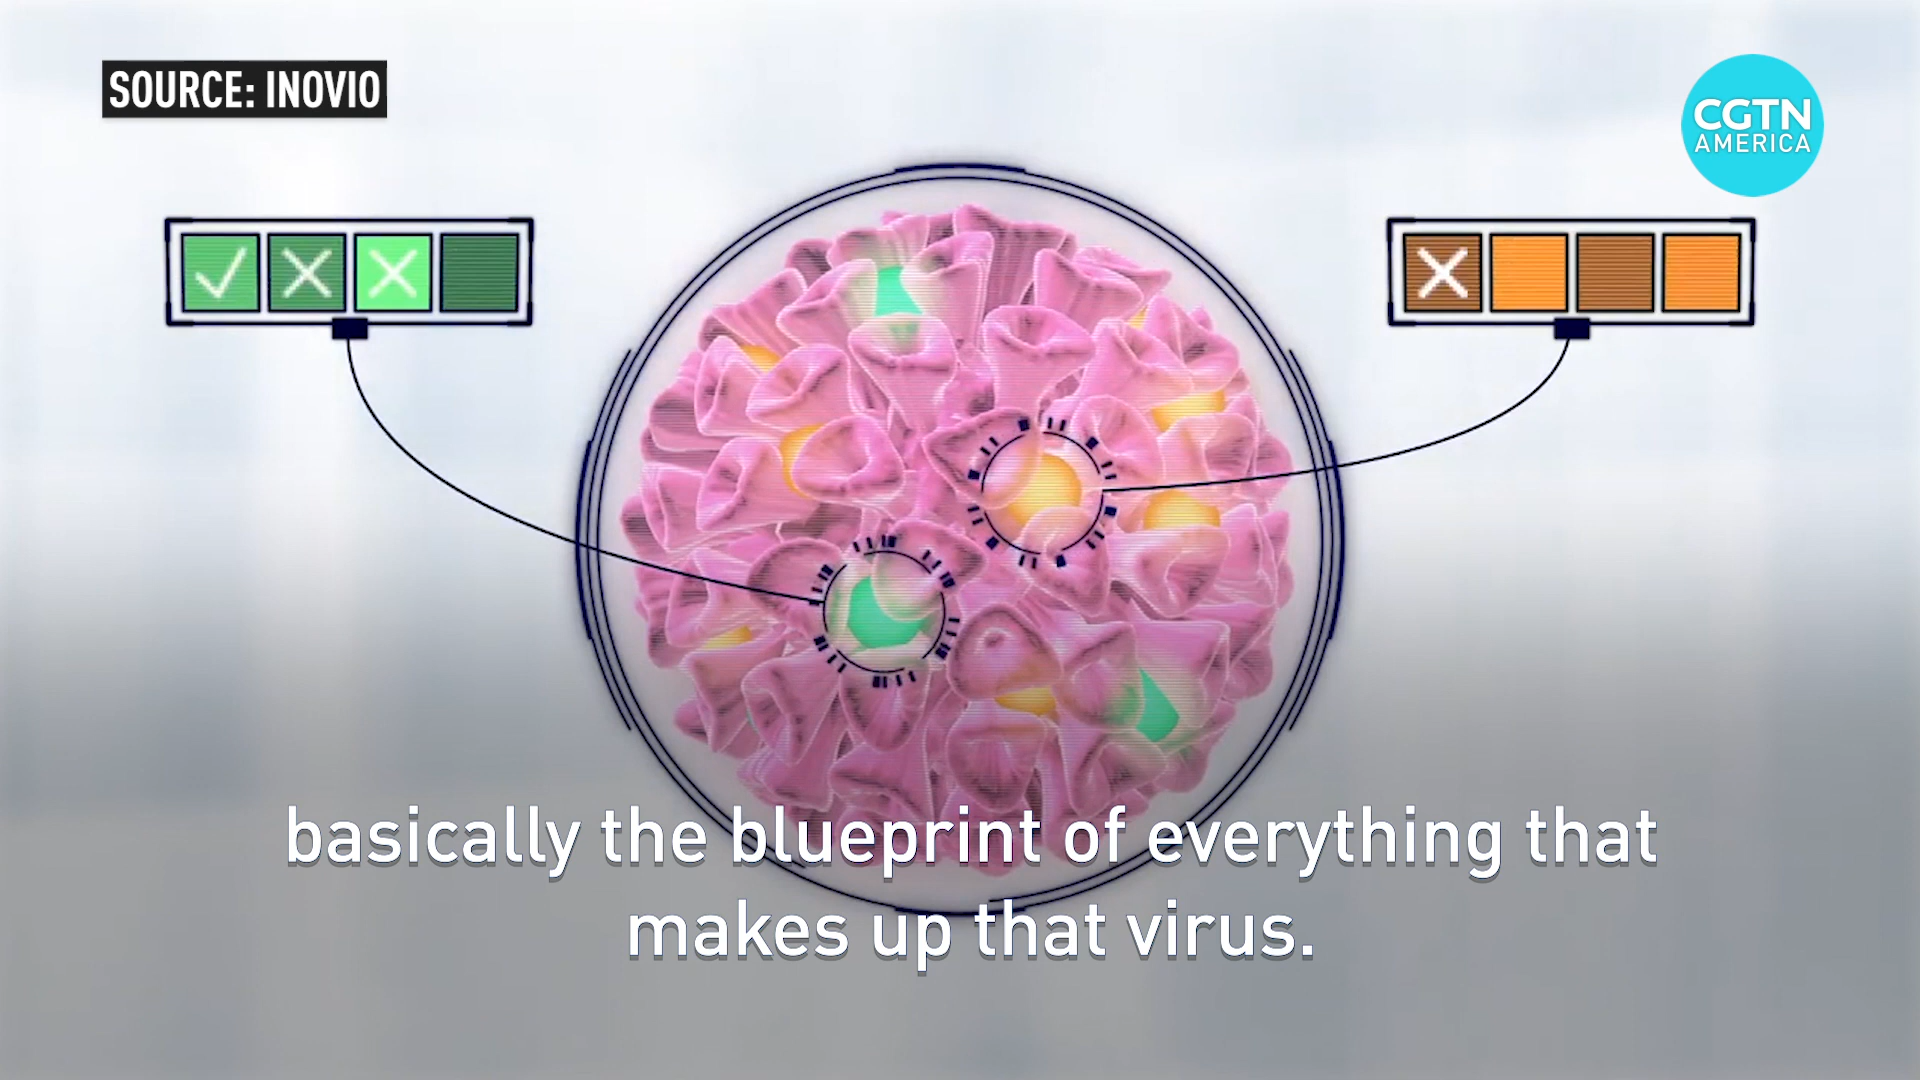 SOURCE: INOVIO
CGTN
AMERICA
basically the blueprint of everything that
makes up that virus.